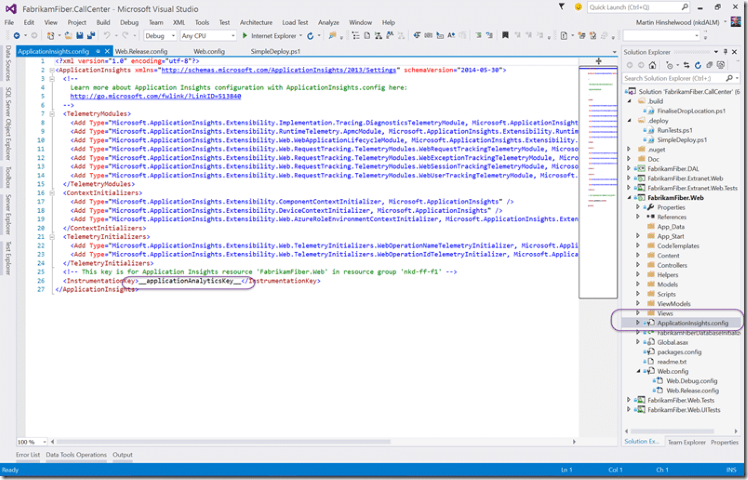 FabrikamFiber.CallCenter - Microsoft Visual Studio
Quick Launch (Ctrl+Q)
File Edit View Project Build Debug Team XML Tools Test Architecture Load Test Analyze Window Help
Martin Hinshelwood (nkdALM)
Any CPU Internet Explorer
ApplicationInsights.config Web.Release.config Web.config SimpleDeploy.ps1
Data Sources
SQL Server Object Explorer
Toolbox
Server Explorer
Test Explorer
1 <?xml version="1.0" encoding="utf-8"?>
2 <ApplicationInsights xmlns="http://schemas.microsoft.com/ApplicationInsights/2013/Settings" schemaVersion="2014-05-30">
3 <!--
4 Learn more about Application Insights configuration with ApplicationInsights.config here:
5 http://go.microsoft.com/fwlink/?LinkID=513840
6 -->
7 <TelemetryModules>
8 <Add Type="Microsoft.ApplicationInsights.Extensibility.Implementation.Tracing.DiagnosticsTelemetryModule, Microsoft.Applicat
9 <Add Type="Microsoft.ApplicationInsights.Extensibility.RuntimeTelemetry.ApmcModule, Microsoft.ApplicationInsights.Extensibility.Runtim
10 <Add Type="Microsoft.ApplicationInsights.Extensibility.Web.WebApplicationLifecycleModule, Microsoft.ApplicationInsights.Extensibility.
11 <Add Type="Microsoft.ApplicationInsights.Extensibility.Web.RequestTracking.TelemetryModules.WebRequestTrackingTelemetryModule, Microso
12 <Add Type="Microsoft.ApplicationInsights.Extensibility.Web.RequestTracking.TelemetryModules.WebExceptionTrackingTelemetryModule, Micro
13 <Add Type="Microsoft.ApplicationInsights.Extensibility.Web.RequestTracking.TelemetryModules.WebSessionTrackingTelemetryModule, Microso
14 <Add Type="Microsoft.ApplicationInsights.Extensibility.Web.RequestTracking.TelemetryModules.WebUserTrackingTelemetryModule, Microsoft.
15 </TelemetryModules>
16 <ContextInitializers>
17 <Add Type="Microsoft.ApplicationInsights.Extensibility.ComponentContextInitializer, Microsoft.ApplicationInsights" />
18 <Add Type="Microsoft.ApplicationInsights.Extensibility.DeviceContextInitializer, Microsoft.ApplicationInsights" />
19 <Add Type="Microsoft.ApplicationInsights.Extensibility.Web.AzureRoleEnvironmentContextInitializer, Microsoft.ApplicationInsights.Exten
20 </ContextInitializers>
21 <TelemetryInitializers>
22 <Add Type="Microsoft.ApplicationInsights.Extensibility.Web.TelemetryInitializers.WebOperationNameTelemetryInitializer, Microsoft.Appli
23 <Add Type="Microsoft.ApplicationInsights.Extensibility.Web.TelemetryInitializers.WebOperationIdTelemetryInitializer, Microsoft.Applica
24 </TelemetryInitializers>
25 <!-- This key is for Application Insights resource 'FabrikamFiber.Web' in resource group 'nkd-ff-f1' -->
26 <InstrumentationKey>__applicationAnalyticsKey__</InstrumentationKey>
27 </ApplicationInsights>
100 %
Solution Explorer
Search Solution Explorer (Ctrl+;)
Solution 'FabrikamFiber.CallCenter' (6
.build
FinaliseDropLocation.ps1
.deploy
RunTests.ps1
SimpleDeploy.ps1
.nuget
Doc
FabrikamFiber.DAL
FabrikamFiber.Extranet.Web
FabrikamFiber.Extranet.Web.Tests
FabrikamFiber.Web
Properties
References
App_Data
App_Start
CodeTemplates
Content
Controllers
Helpers
Models
Scripts
ViewModels
Views
ApplicationInsights.config
Global.asax
packages.config
readme.txt
Web.config
Web.Debug.config
Web.Release.config
FabrikamFiber.Web.Tests
FabrikamFiber.Web.UITests
Solution Ex... Team Explorer Properties
Error List Data Tools Operations Output
Ready Ln 1 Col 1 Ch 1 INS